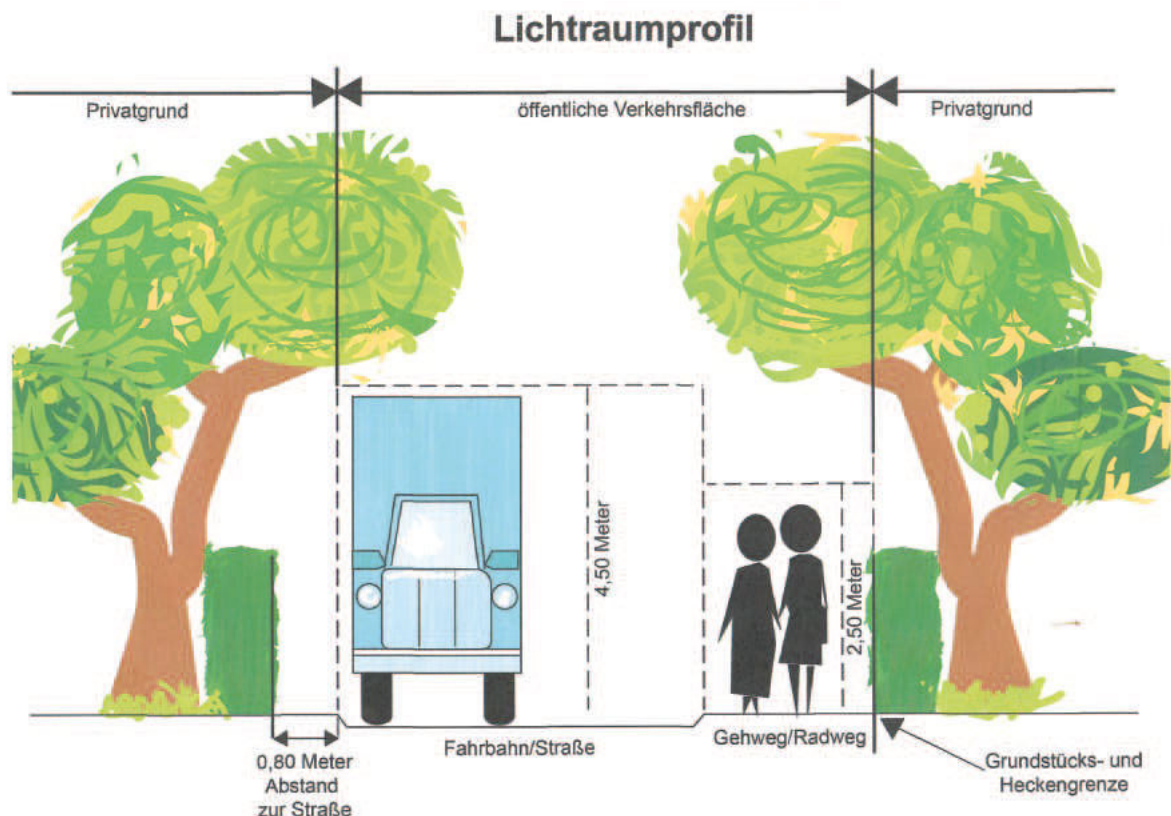 Lichtraumprofil
Privatgrund
öffentliche Verkehrsfläche
Privatgrund
4,50 Meter
2,50 Meter
Fahrbahn/Straße
Gehweg/Radweg
0,80 Meter
Abstand
zur Straße
Grundstücks- und
Heckengrenze